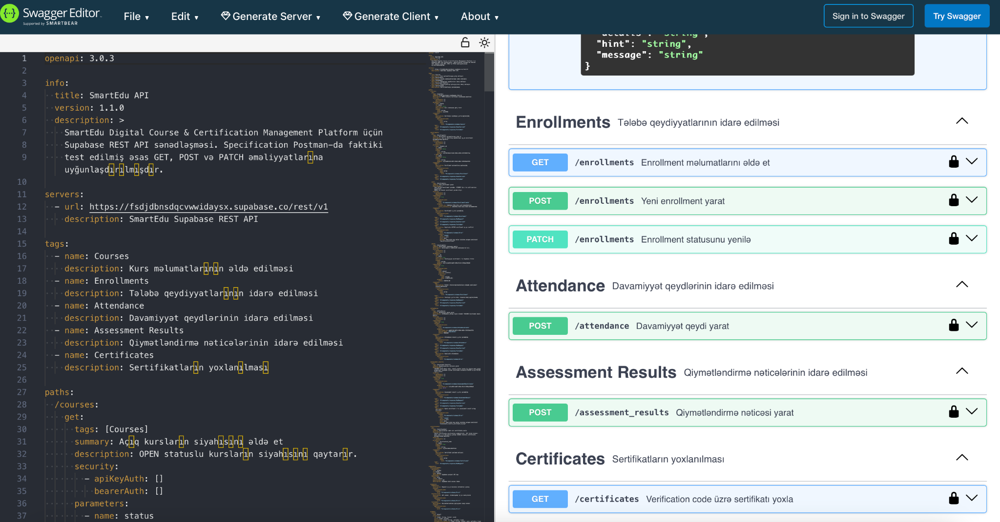 Swagger Editor
Supported by SMARTBEAR
File
Edit
Generate Server
Generate Client
About
Sign in to Swagger
Try Swagger
1 openapi: 3.0.3
2
3 info:
4 title: SmartEdu API
5 version: 1.1.0
6 description: >
7 SmartEdu Digital Course & Certification Management Platform üçün
8 Supabase REST API sənədləşməsi. Specification Postman-da faktiki
9 test edilmiş əsas GET, POST və PATCH əməliyyatlarına
uyğunlaşdırılmışdır.
10
11 servers:
12 - url: https://fsdjdbnsdqcvwwidaysx.supabase.co/rest/v1
13 description: SmartEdu Supabase REST API
14
15 tags:
16 - name: Courses
17 description: Kurs məlumatlarının əldə edilməsi
18 - name: Enrollments
19 description: Tələbə qeydiyyatlarının idarə edilməsi
20 - name: Attendance
21 description: Davamiyyət qeydlərinin idarə edilməsi
22 - name: Assessment Results
23 description: Qiymətləndirmə nəticələrinin idarə edilməsi
24 - name: Certificates
25 description: Sertifikatların yoxlanılması
26
27 paths:
28 /courses:
29 get:
30 tags: [Courses]
31 summary: Açıq kursların siyahısını əldə et
32 description: OPEN statuslu kursların siyahısını qaytarır.
33 security:
34 - apiKeyAuth: []
35 bearerAuth: []
36 parameters:
37 - name: status
"details": "string",
"hint": "string",
"message": "string"
}
Enrollments Tələbə qeydiyyatlarının idarə edilməsi
GET /enrollments Enrollment məlumatlarını əldə et
POST /enrollments Yeni enrollment yarat
PATCH /enrollments Enrollment statusunu yenilə
Attendance Davamiyyət qeydlərinin idarə edilməsi
POST /attendance Davamiyyət qeydi yarat
Assessment Results Qiymətləndirmə nəticələrinin idarə edilməsi
POST /assessment_results Qiymətləndirmə nəticəsi yarat
Certificates Sertifikatların yoxlanılması
GET /certificates Verification code üzrə sertifikatı yoxla